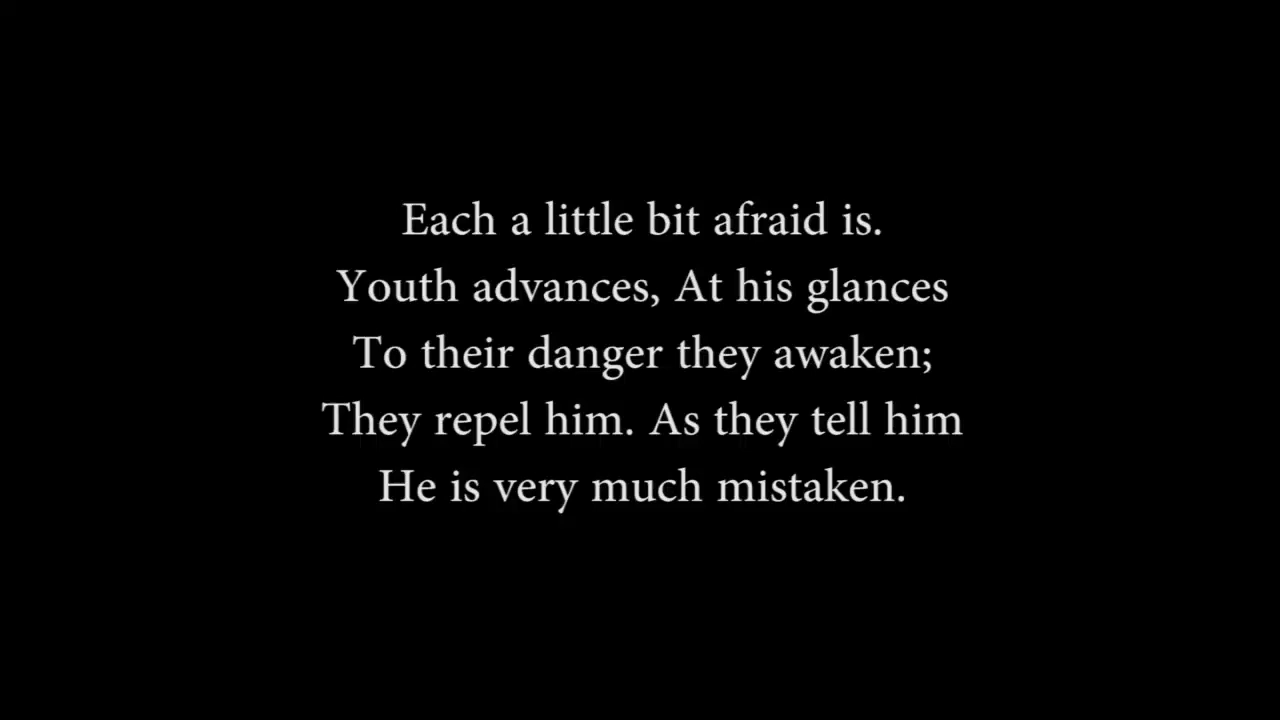 Each a little bit afraid is.
Youth advances, At his glances
To their danger they awaken;
They repel him. As they tell him
He is very much mistaken.